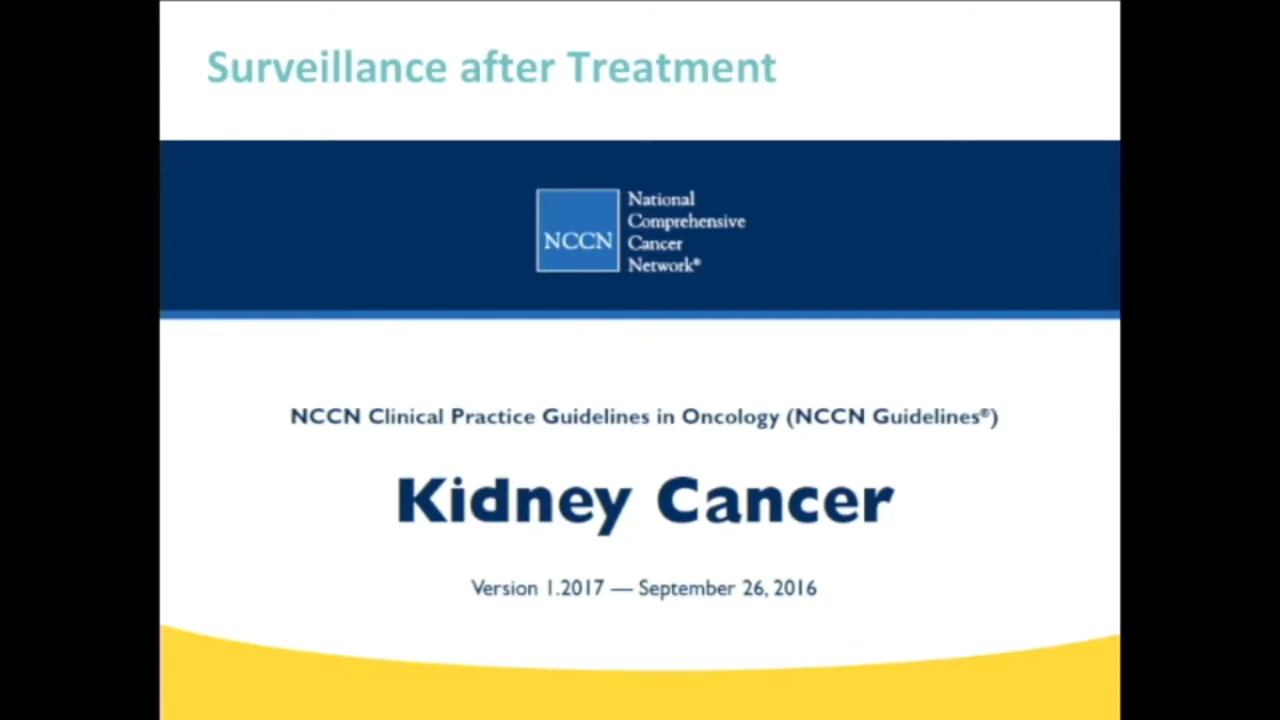 Surveillance after Treatment
NCCN
National
Comprehensive
Cancer
Network®
NCCN Clinical Practice Guidelines in Oncology (NCCN Guidelines®)
Kidney Cancer
Version 1.2017 — September 26, 2016